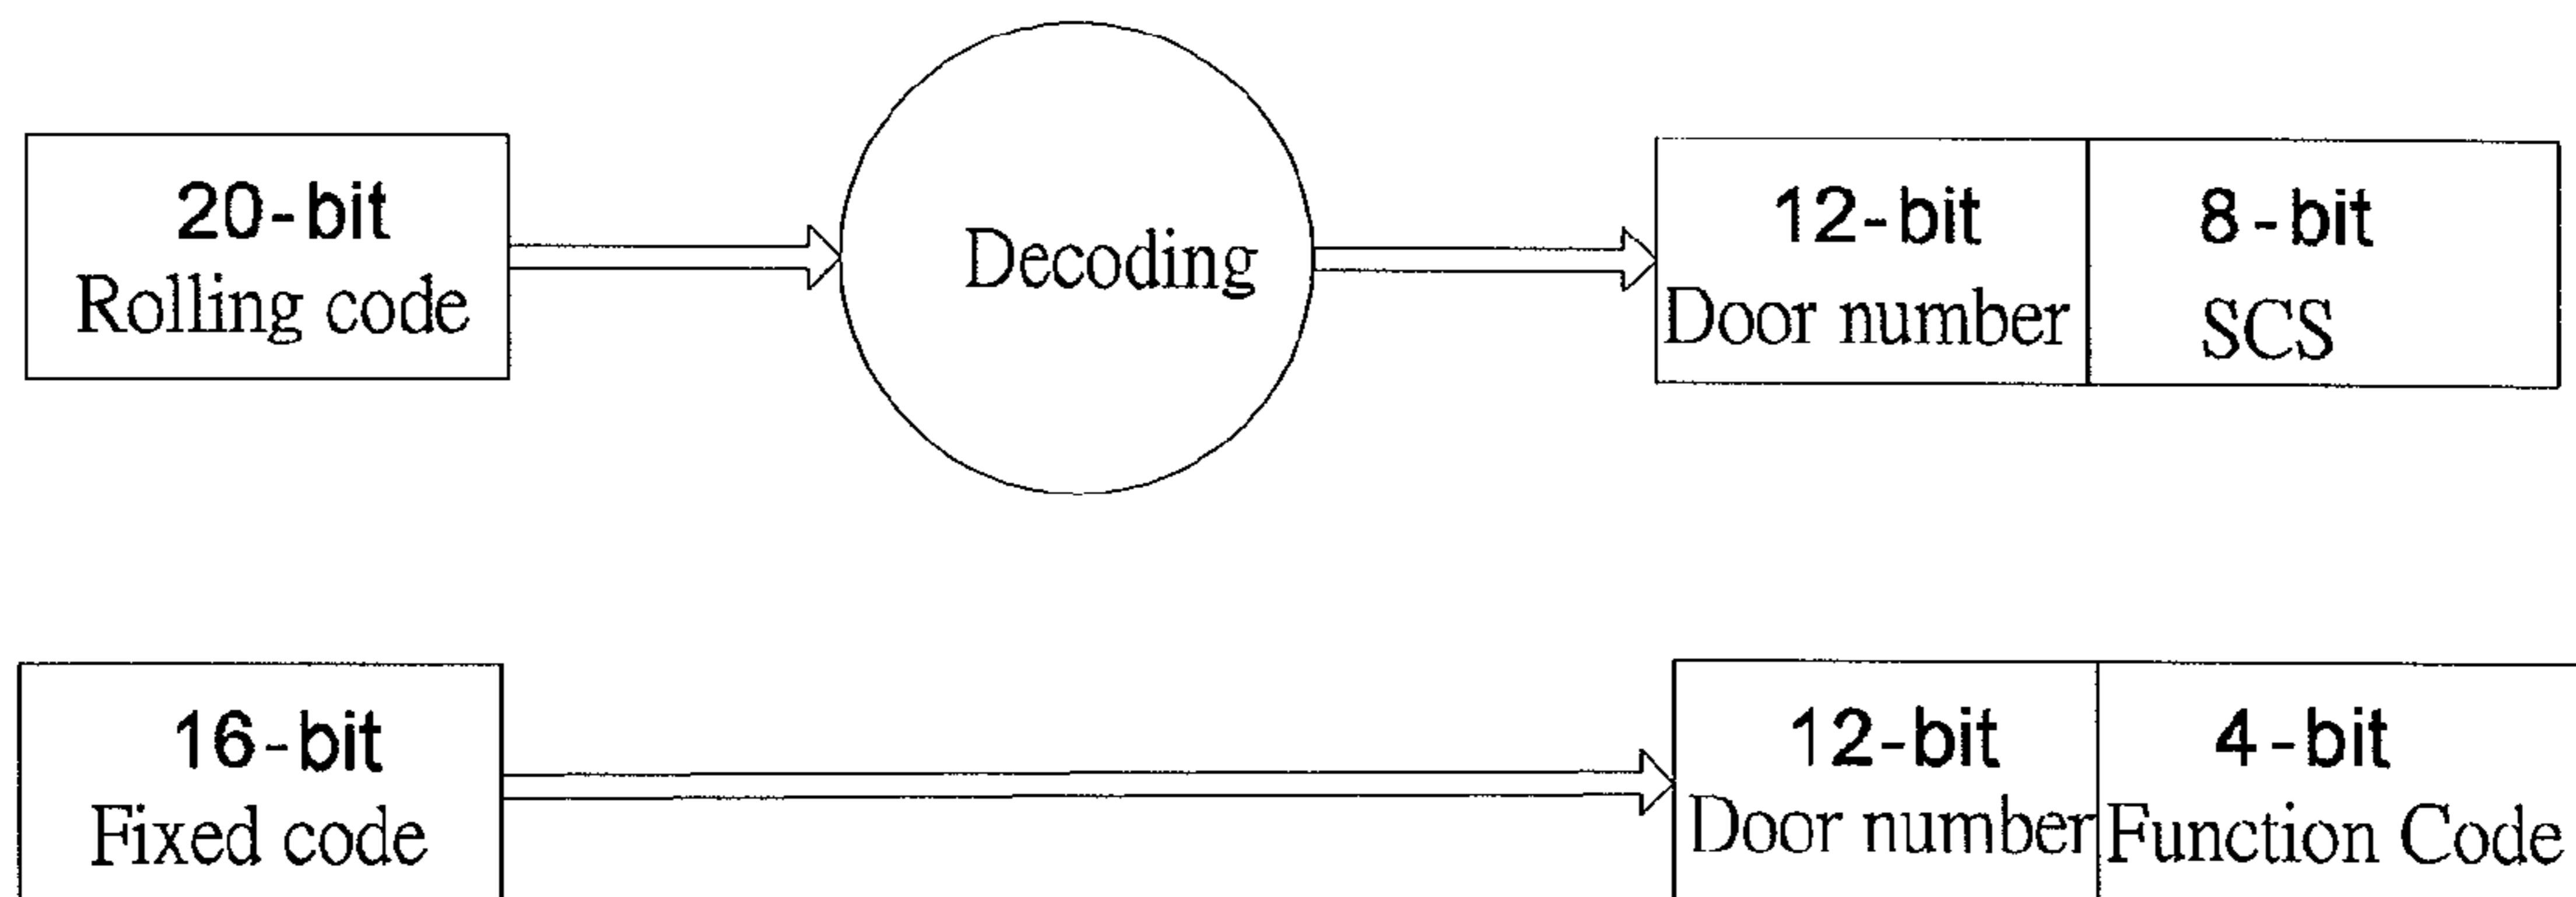 20-bit
Rolling code
Decoding
12-bit
Door number
8-bit
SCS
16-bit
Fixed code
12-bit
Door number
4-bit
Function Code